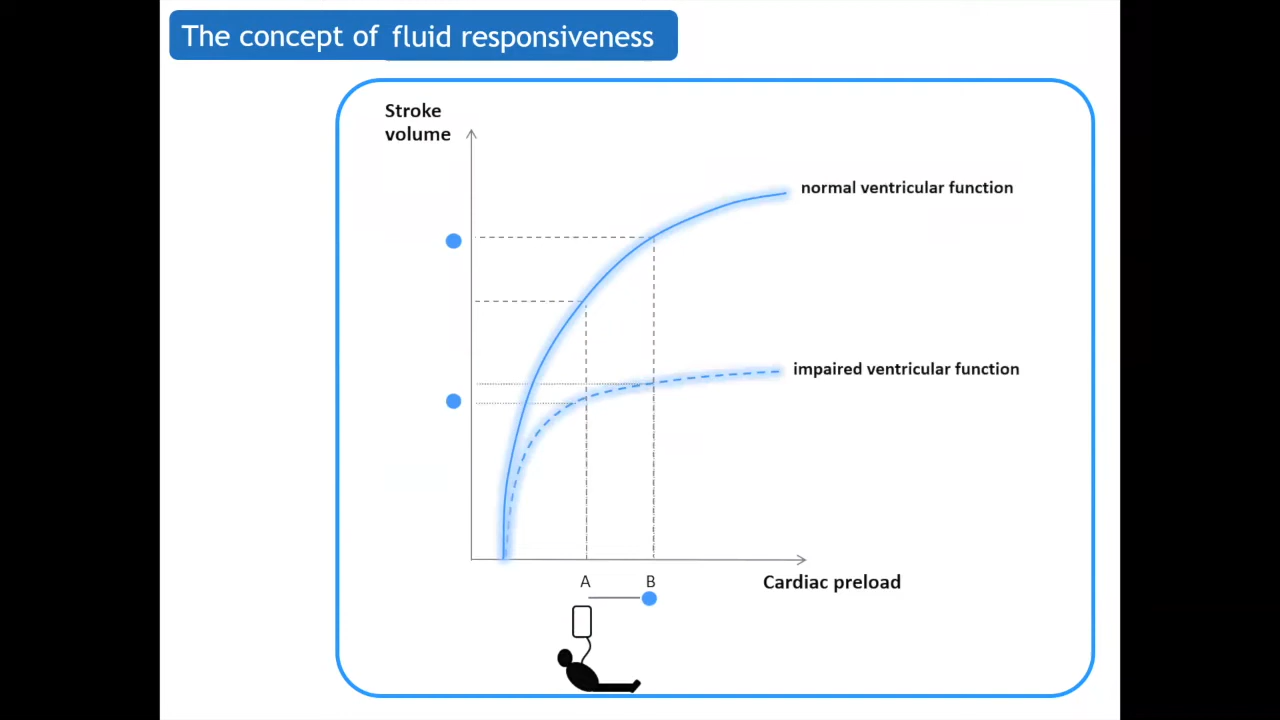 The concept of fluid responsiveness
Stroke
volume
normal ventricular function
impaired ventricular function
A B
Cardiac preload